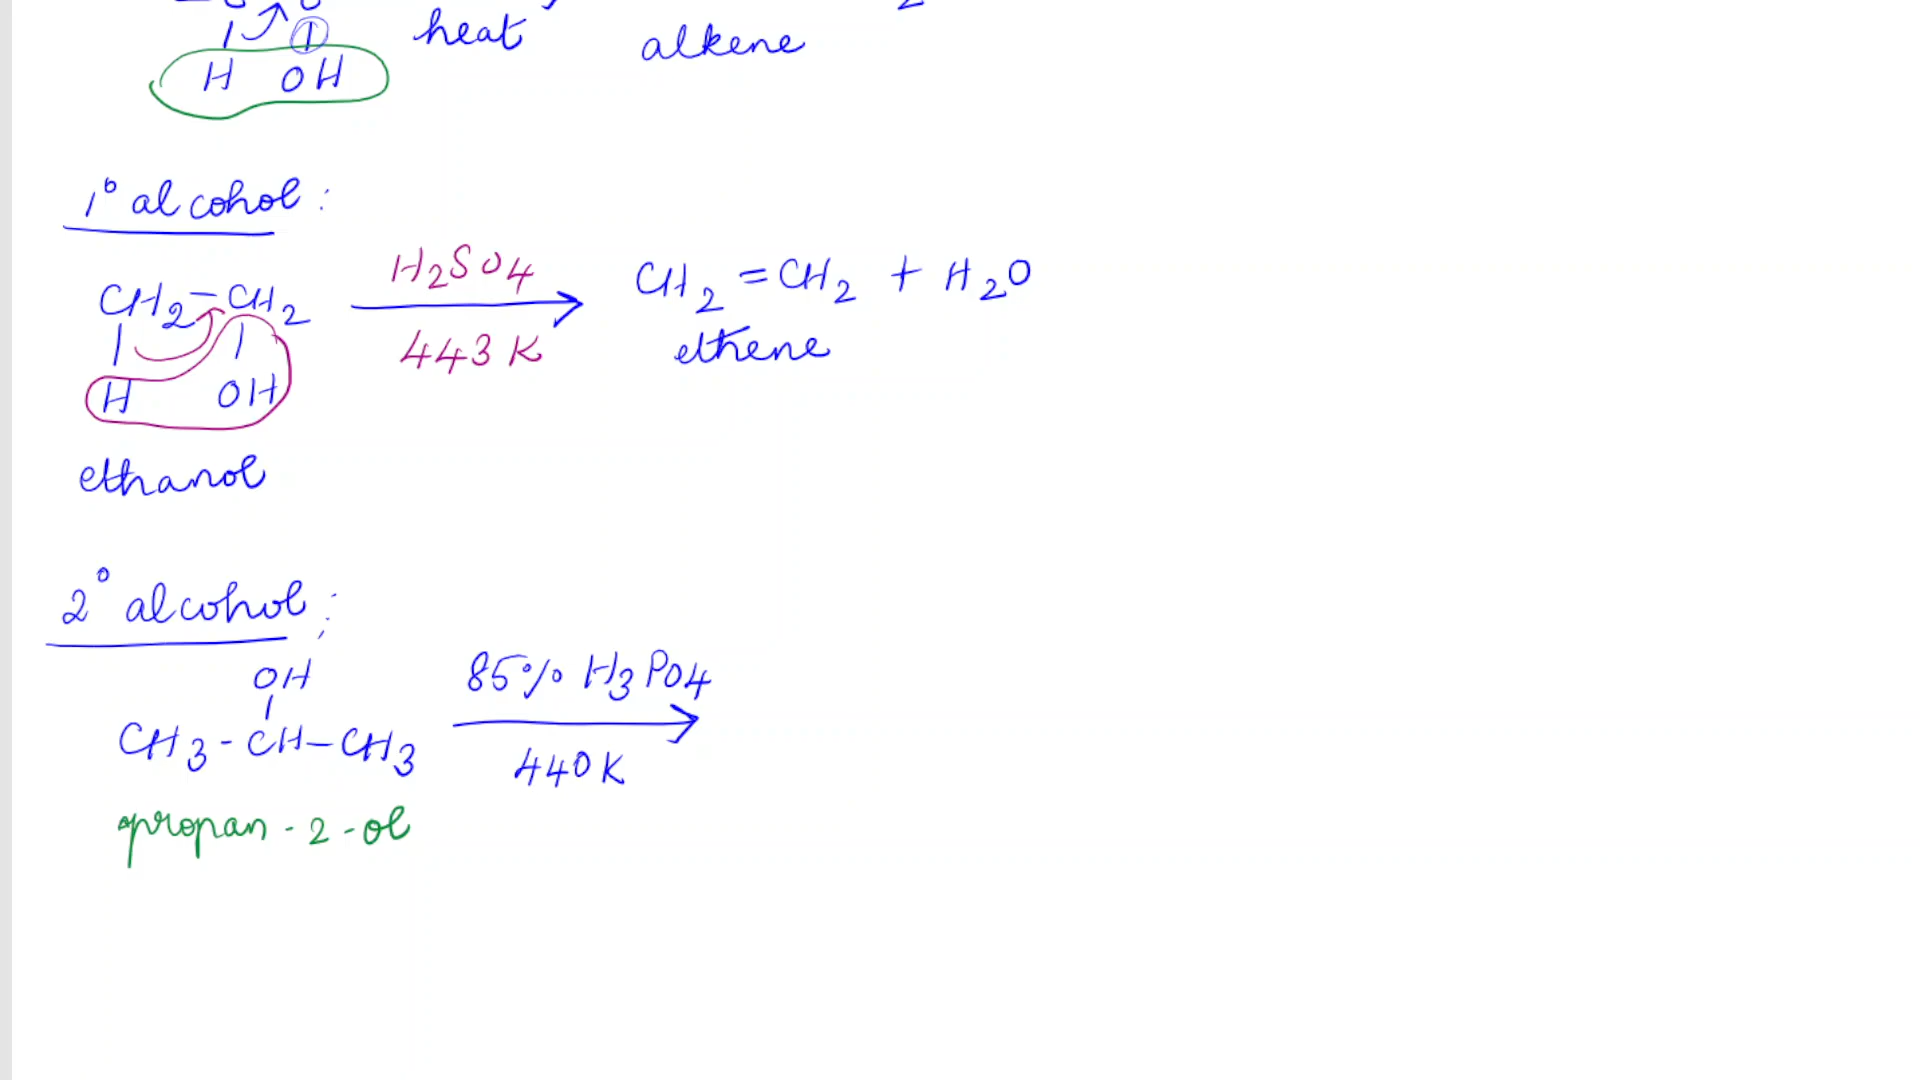 heat
alkene
H OH
1° alcohol :
CH2-CH2
H OH
H2SO4
443 K
CH2 = CH2 + H2O
ethene
ethanol
2° alcohol :
OH
CH3 - CH - CH3
85% H3PO4
440K
propan - 2 - ol